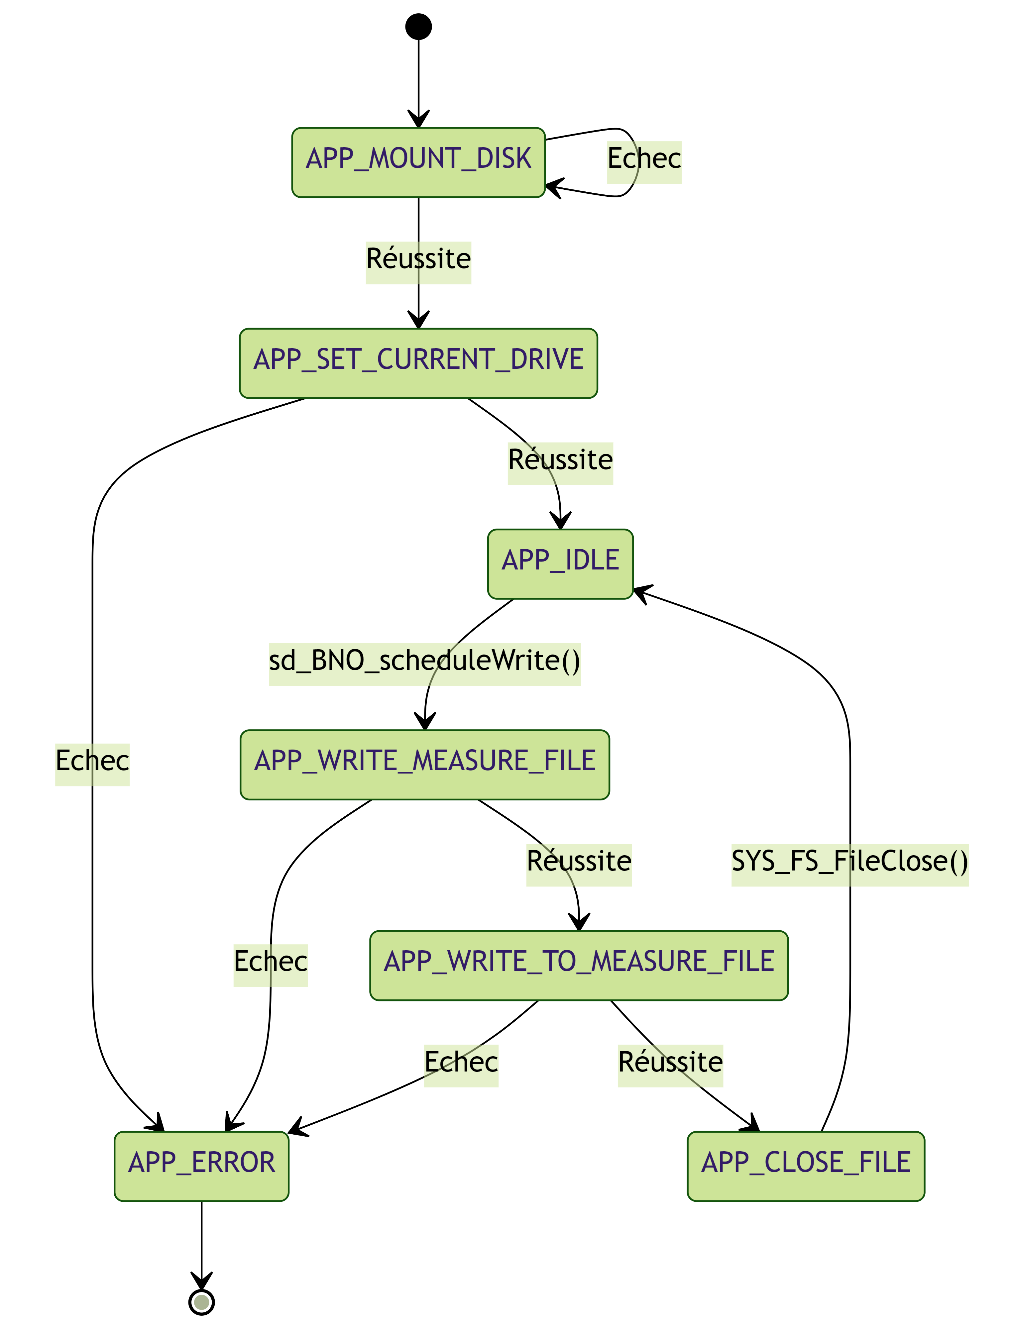 APP_MOUNT_DISK
Echec
Réussite
APP_SET_CURRENT_DRIVE
Réussite
APP_IDLE
sd_BNO_scheduleWrite()
Echec
APP_WRITE_MEASURE_FILE
Réussite
SYS_FS_FileClose()
Echec
APP_WRITE_TO_MEASURE_FILE
Echec
Réussite
APP_ERROR
APP_CLOSE_FILE